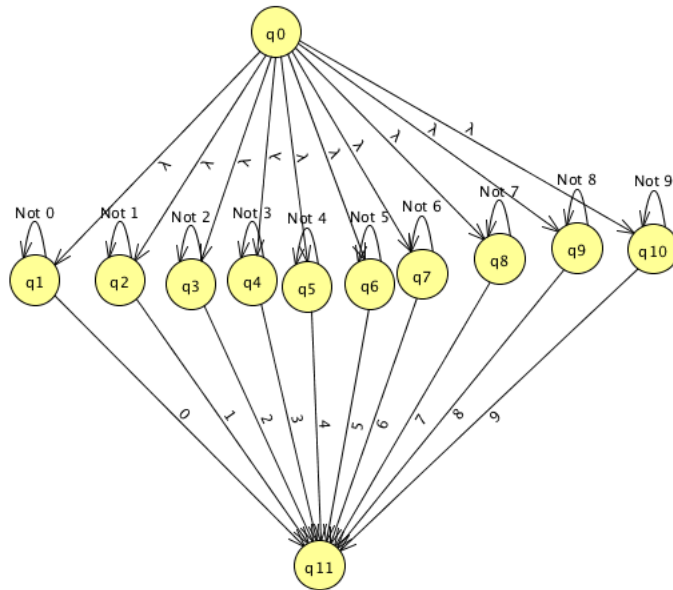 q0
λ λ λ λ λ λ λ λ λ λ
Not 0 Not 1 Not 2 Not 3 Not 4 Not 5 Not 6 Not 7 Not 8 Not 9
q1 q2 q3 q4 q5 q6 q7 q8 q9 q10
0 1 2 3 4 5 6 7 8 9
q11